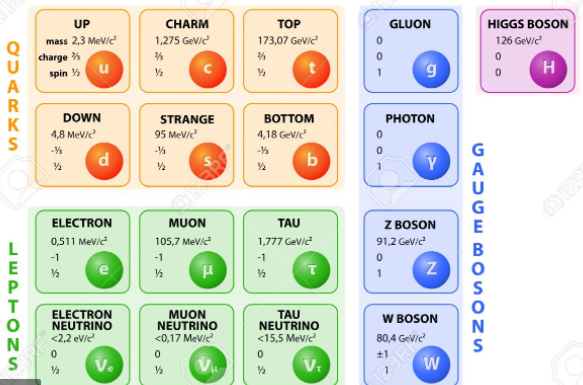 QUARKS
UP
mass 2,3 MeV/c²
charge ⅔
spin ½
u
CHARM
1,275 GeV/c²
⅔
½
c
TOP
173,07 GeV/c²
⅔
½
t
GLUON
0
0
1
g
HIGGS BOSON
126 GeV/c²
0
0
H
DOWN
4,8 MeV/c²
-⅓
½
d
STRANGE
95 MeV/c²
-⅓
½
s
BOTTOM
4,18 GeV/c²
-⅓
½
b
PHOTON
0
0
1
γ
GAUGE BOSONS
LEPTONS
ELECTRON
0,511 MeV/c²
-1
½
e
MUON
105,7 MeV/c²
-1
½
μ
TAU
1,777 GeV/c²
-1
½
τ
Z BOSON
91,2 GeV/c²
0
1
Z
ELECTRON
NEUTRINO
<2,2 eV/c²
0
½
Ve
MUON
NEUTRINO
<0,17 MeV/c²
0
½
Vμ
TAU
NEUTRINO
<15,5 MeV/c²
0
½
Vτ
W BOSON
80,4 GeV/c²
±1
1
W